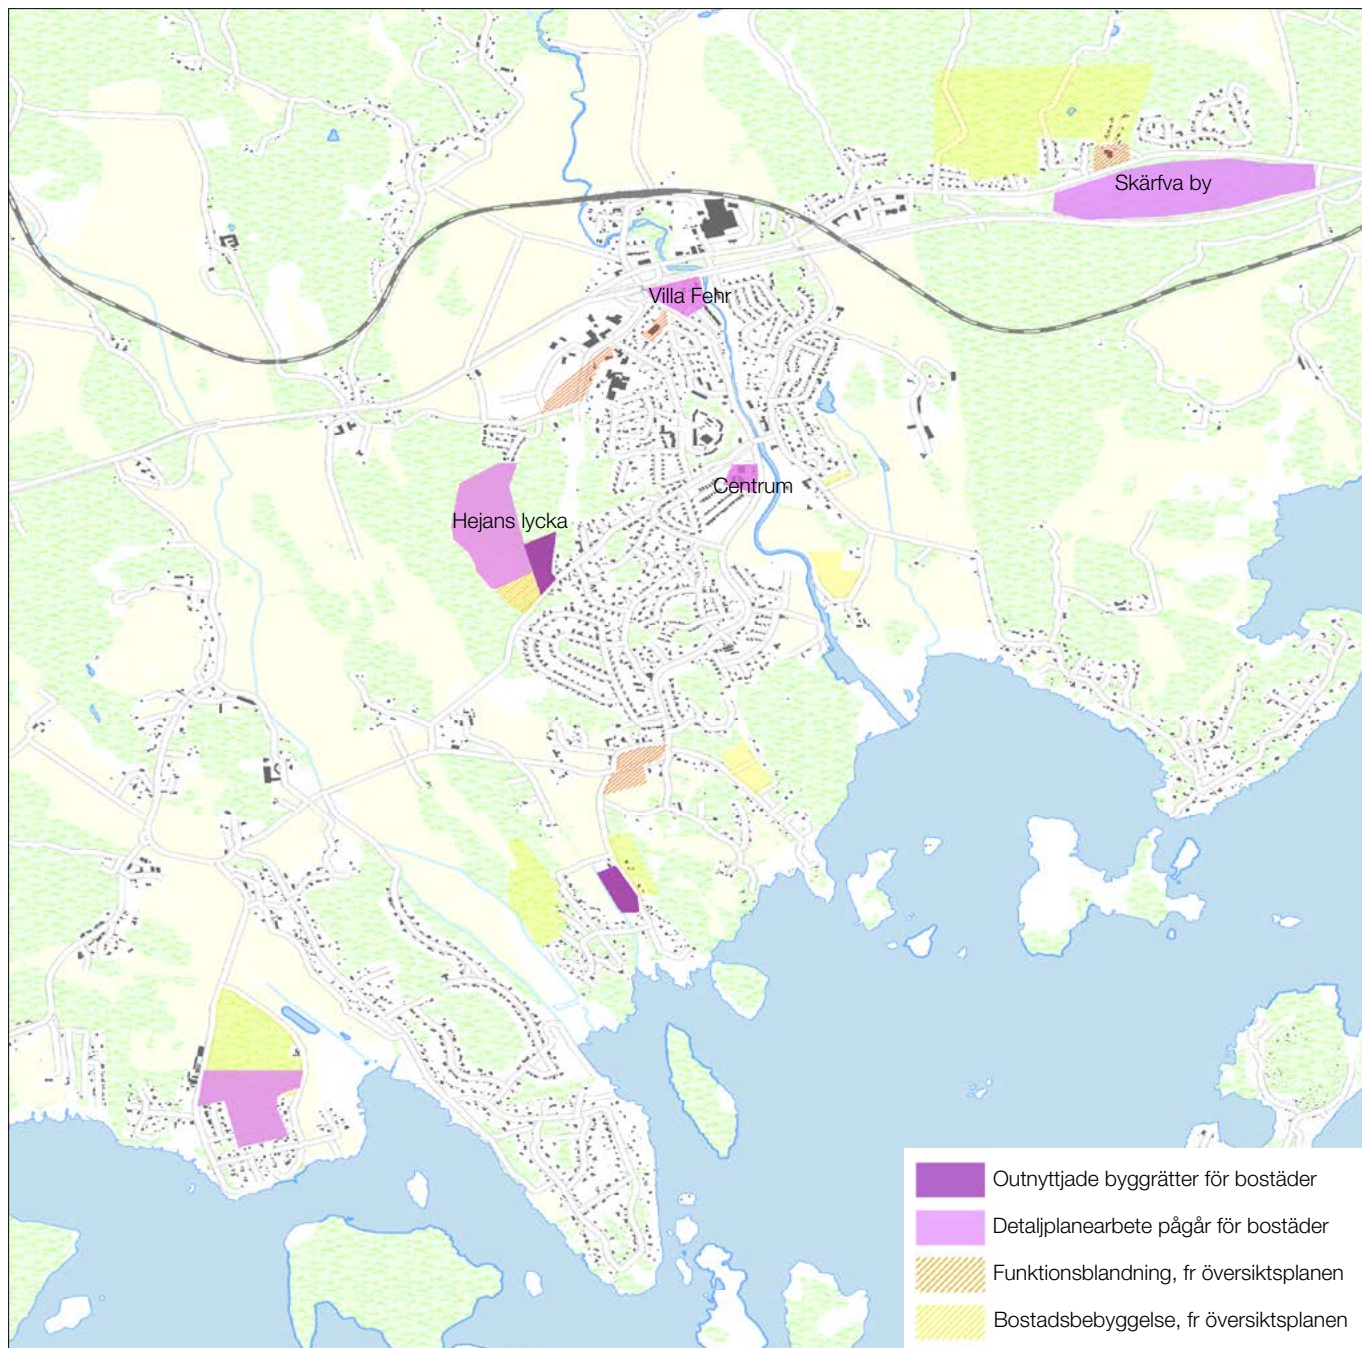 Skärfva by
Villa Fehr
Centrum
Hejans lycka
Outnyttjade byggrätter för bostäder
Detaljplanearbete pågår för bostäder
Funktionsblandning, fr översiktsplanen
Bostadsbebyggelse, fr översiktsplanen